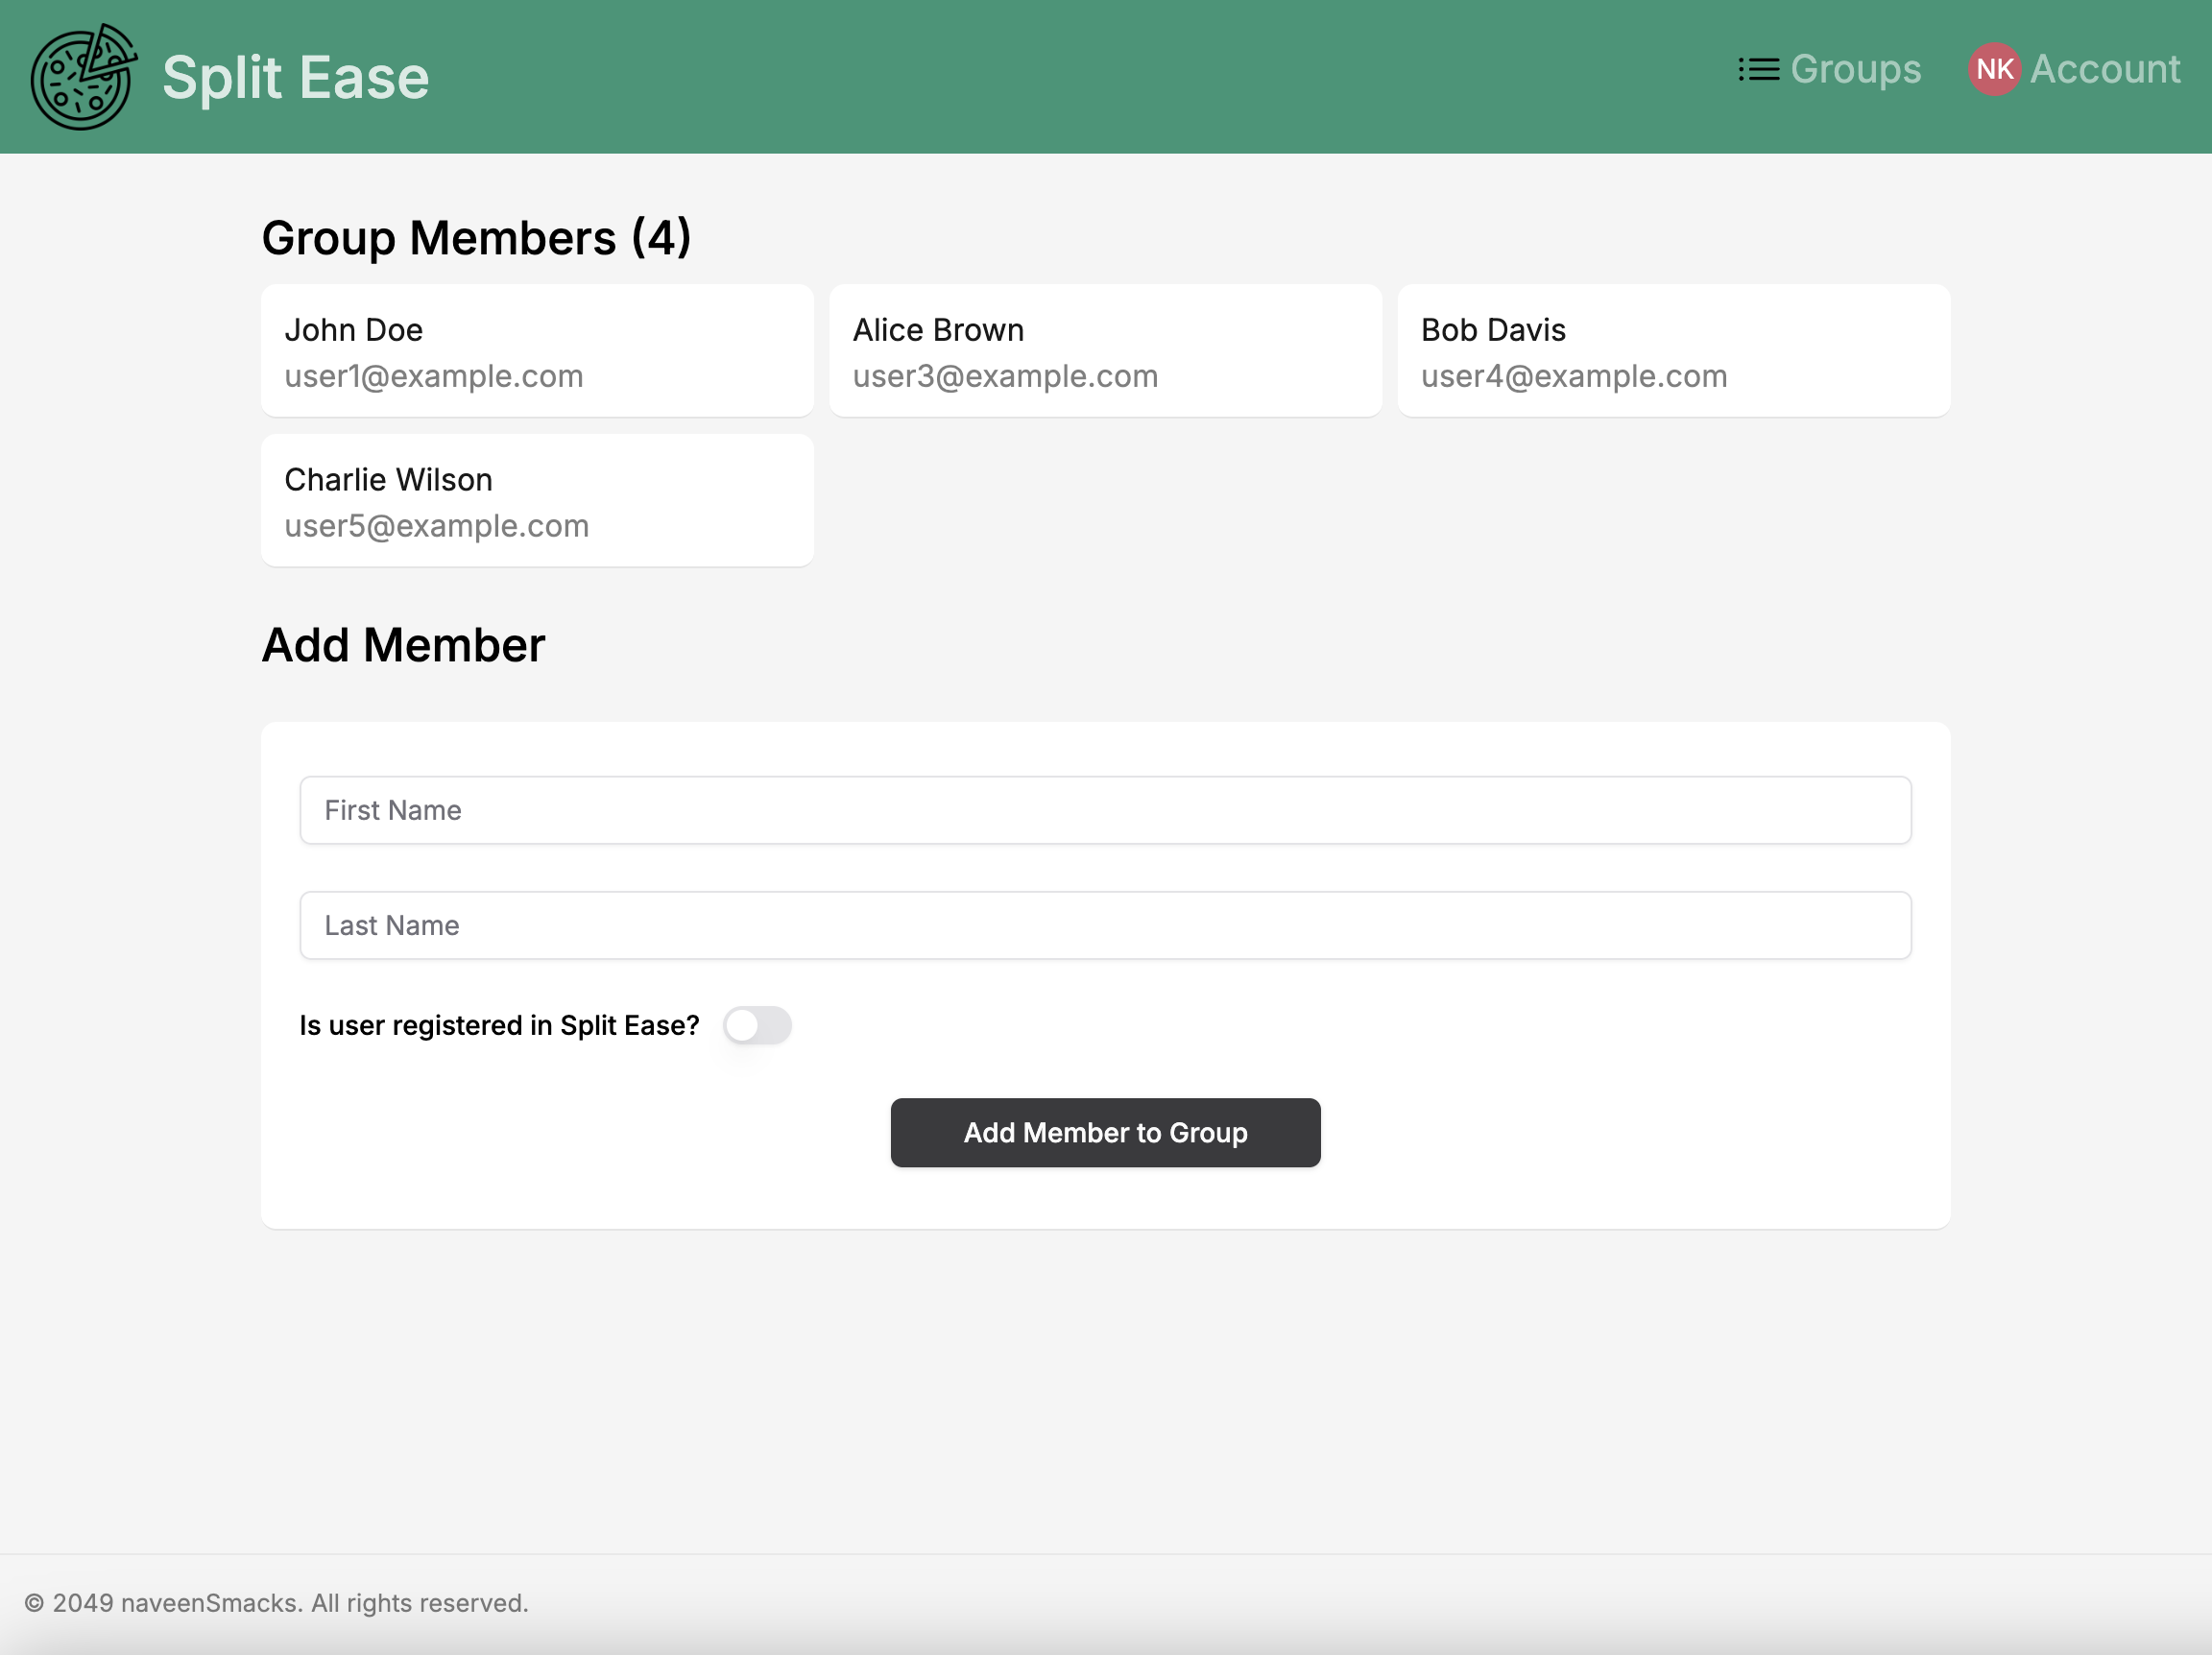 Split Ease
Groups
NK Account
Group Members (4)
John Doe
user1@example.com
Alice Brown
user3@example.com
Bob Davis
user4@example.com
Charlie Wilson
user5@example.com
Add Member
First Name
Last Name
Is user registered in Split Ease?
Add Member to Group
© 2049 naveenSmacks. All rights reserved.